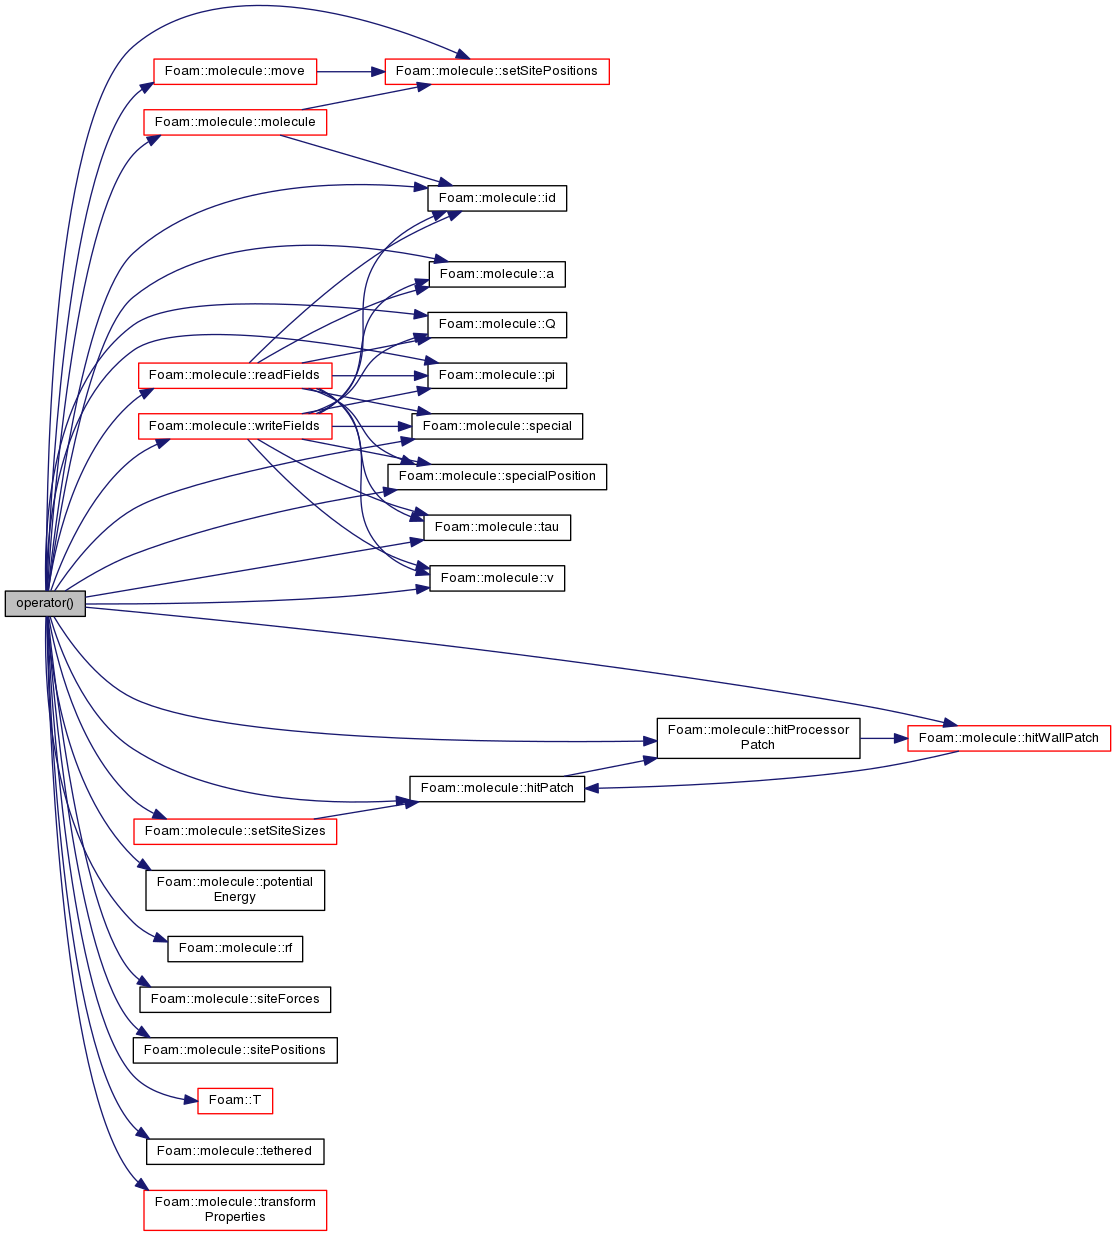 Foam::molecule::move
Foam::molecule::setSitePositions
Foam::molecule::molecule
Foam::molecule::id
Foam::molecule::a
Foam::molecule::Q
Foam::molecule::readFields
Foam::molecule::pi
Foam::molecule::writeFields
Foam::molecule::special
Foam::molecule::specialPosition
Foam::molecule::tau
Foam::molecule::v
operator()
Foam::molecule::hitProcessor
Patch
Foam::molecule::hitWallPatch
Foam::molecule::hitPatch
Foam::molecule::setSiteSizes
Foam::molecule::potential
Energy
Foam::molecule::rf
Foam::molecule::siteForces
Foam::molecule::sitePositions
Foam::T
Foam::molecule::tethered
Foam::molecule::transform
Properties